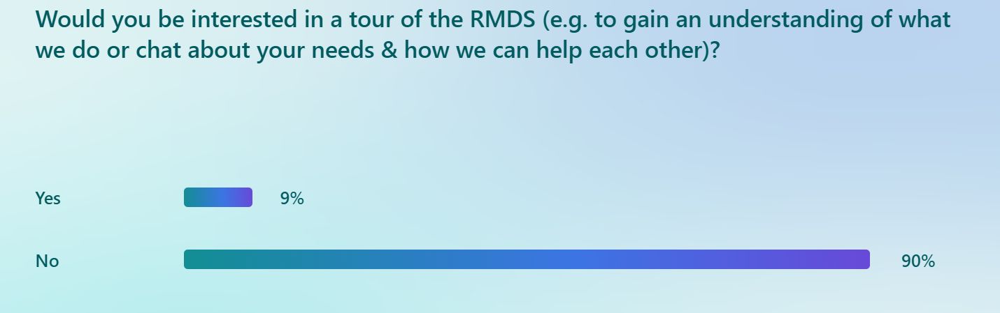 Would you be interested in a tour of the RMDS (e.g. to gain an understanding of what
we do or chat about your needs & how we can help each other)?
Yes 9%
No 90%